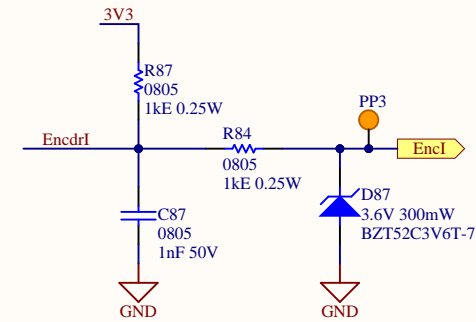 3V3
R87
0805
1kE 0.25W
PP3
EncdrI
R84
EncI
0805
1kE 0.25W
D87
3.6V 300mW
BZT52C3V6T-7
C87
0805
1nF 50V
GND
GND